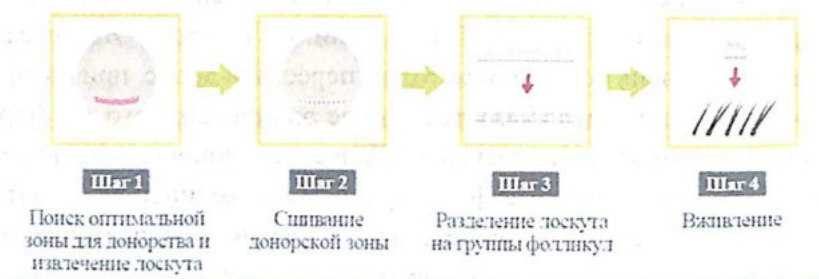 Шаг 1
Шаг 2
Шаг 3
Шаг 4
Поиск оптимальной
зоны для донорства и
извлечение лоскута
Сшивание
донорской зоны
Разделение лоскута
на группы фолликул
Вживление